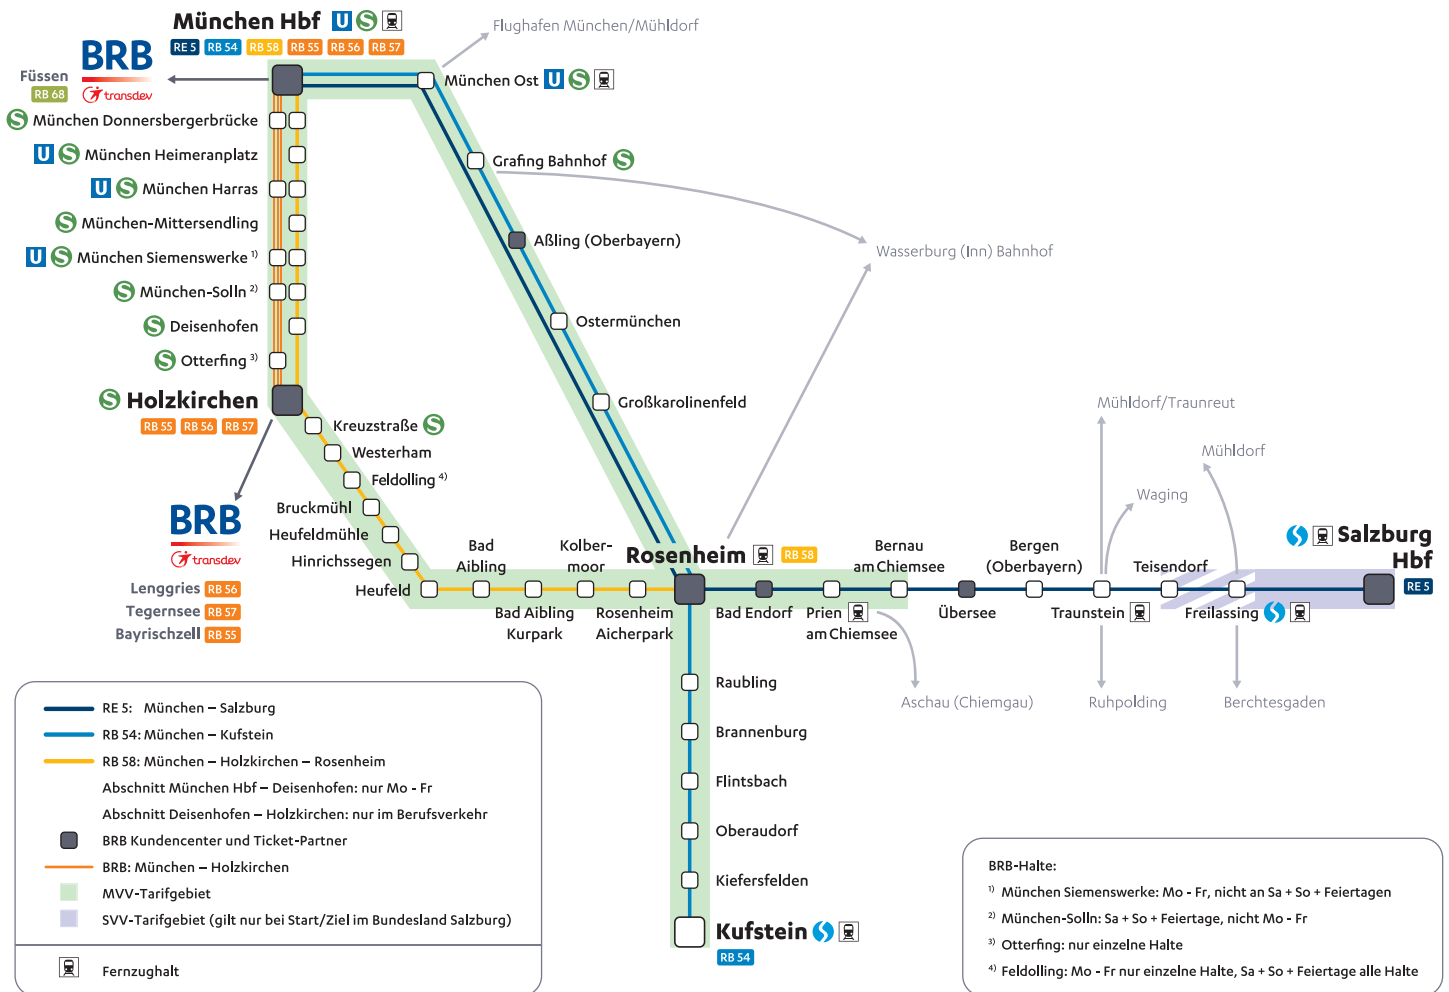 München Hbf U S
RE 5 RB 54 RB 58 RB 55 RB 56 RB 57
Flughafen München/Mühldorf
BRB
transdev
Füssen
RB 68
München Ost U S
S München Donnersbergerbrücke
U S München Heimeranplatz
U S München Harras
S München-Mittersendling
U S München Siemenswerke 1)
S München-Solln 2)
S Deisenhofen
S Otterfing 3)
S Holzkirchen
RB 55 RB 56 RB 57
Grafing Bahnhof S
Aßling (Oberbayern)
Ostermünchen
Großkarolinenfeld
Wasserburg (Inn) Bahnhof
Kreuzstraße S
Westerham
Feldolling 4)
Bruckmühl
Heufeldmühle
Hinrichssegen
Heufeld
BRB
transdev
Lenggries RB 56
Tegernsee RB 57
Bayrischzell RB 55
Bad
Aibling
Bad Aibling
Kurpark
Kolber-
moor
Rosenheim
Aicherpark
Rosenheim RB 58
Bad Endorf
Prien
am Chiemsee
Bernau
am Chiemsee
Übersee
Bergen
(Oberbayern)
Traunstein
Teisendorf
Freilassing S
S Salzburg
Hbf
RE 5
Mühldorf/Traunreut
Waging
Mühldorf
Aschau (Chiemgau)
Ruhpolding
Berchtesgaden
Raubling
Brannenburg
Flintsbach
Oberaudorf
Kiefersfelden
Kufstein S
RB 54
RE 5: München – Salzburg
RB 54: München – Kufstein
RB 58: München – Holzkirchen – Rosenheim
Abschnitt München Hbf – Deisenhofen: nur Mo - Fr
Abschnitt Deisenhofen – Holzkirchen: nur im Berufsverkehr
BRB Kundencenter und Ticket-Partner
BRB: München – Holzkirchen
MVV-Tarifgebiet
SVV-Tarifgebiet (gilt nur bei Start/Ziel im Bundesland Salzburg)
Fernzughalt
BRB-Halte:
1) München Siemenswerke: Mo - Fr, nicht an Sa + So + Feiertagen
2) München-Solln: Sa + So + Feiertage, nicht Mo - Fr
3) Otterfing: nur einzelne Halte
4) Feldolling: Mo - Fr nur einzelne Halte, Sa + So + Feiertage alle Halte